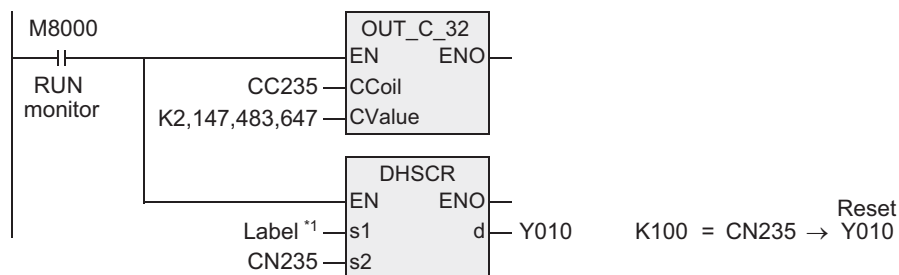 M8000
OUT_C_32
EN ENO
RUN
monitor
CC235 CCoil
K2,147,483,647 CValue
DHSCR
EN ENO
Label *1 s1 d Y010
CN235 s2
Reset
K100 = CN235 → Y010